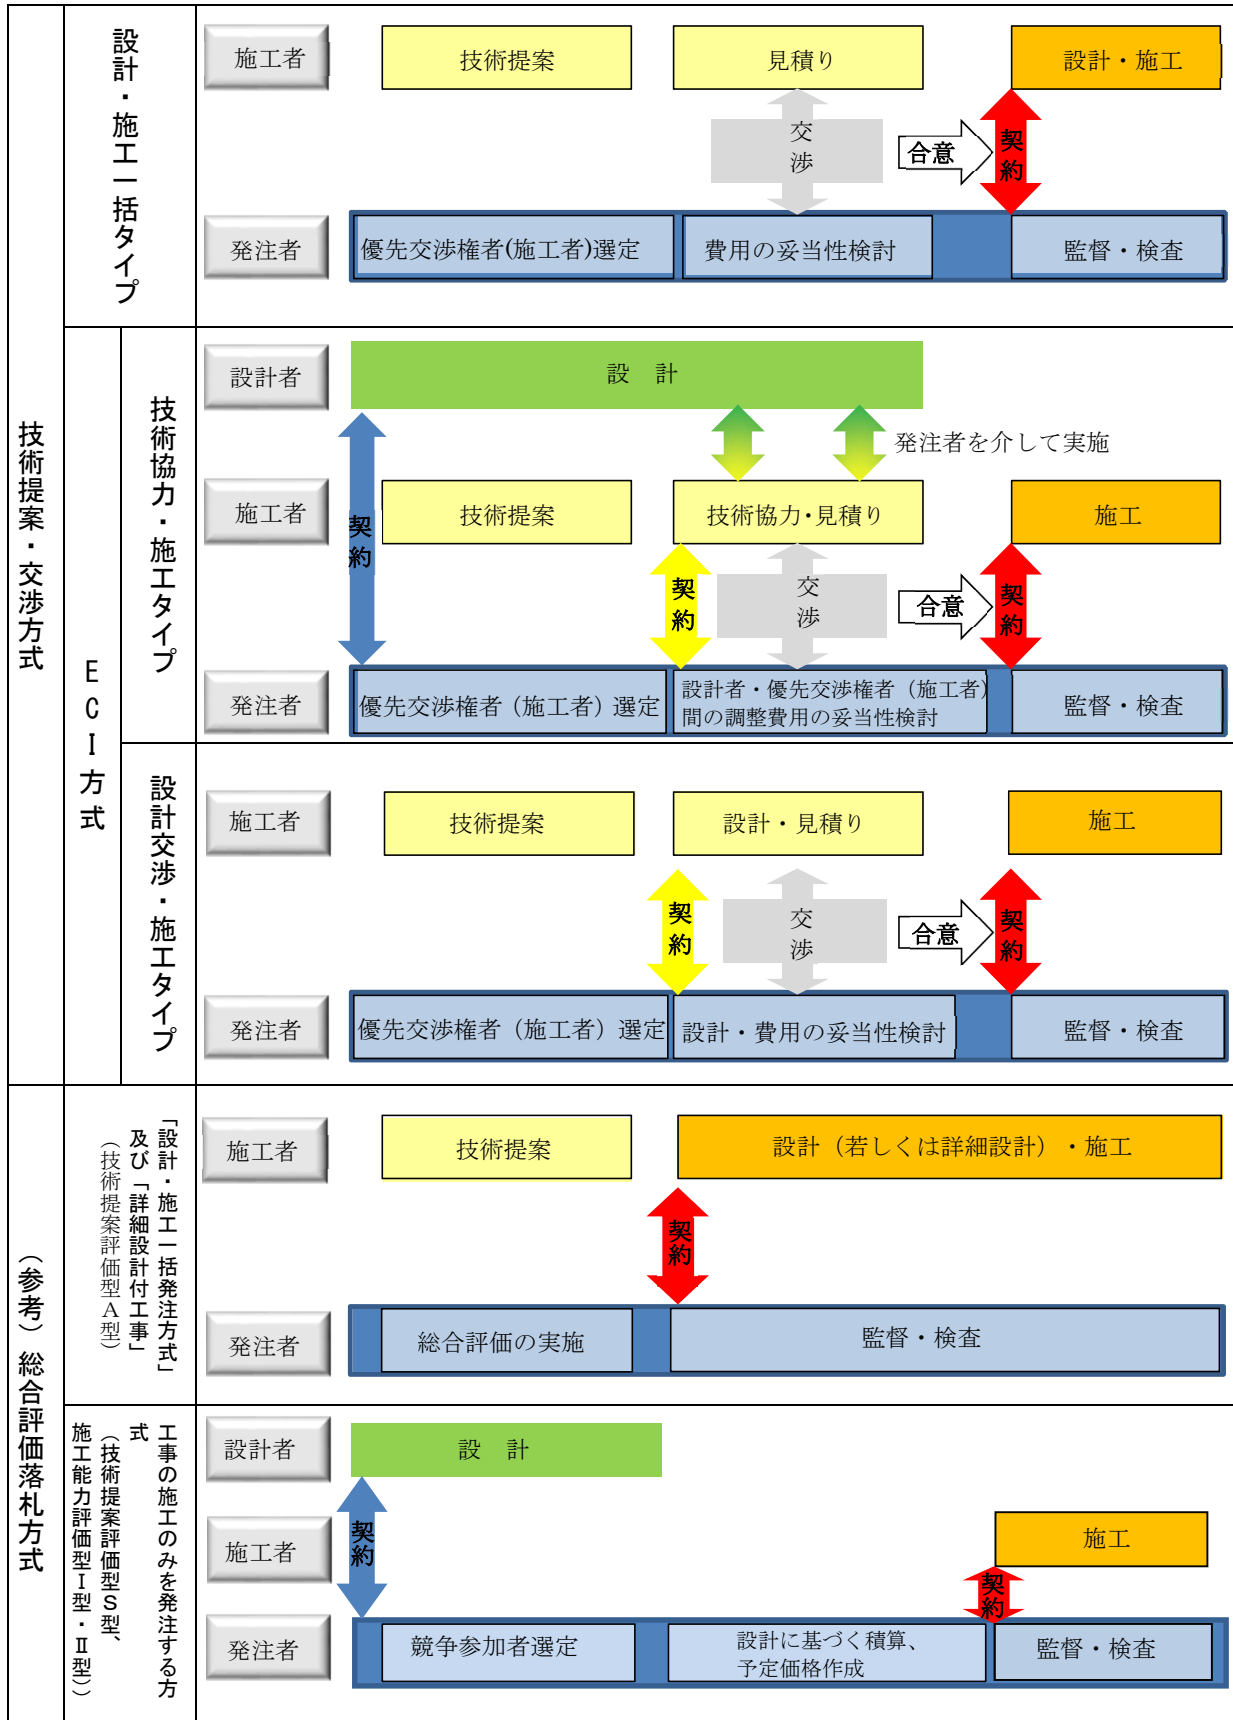 技術提案・交渉方式
設計・施工一括タイプ
施工者
技術提案
見積り
設計・施工
交
渉
合意
契
約
発注者
優先交渉権者(施工者)選定
費用の妥当性検討
監督・検査
ECI方式
技術協力・施工タイプ
設計者
設　計
発注者を介して実施
契
約
施工者
技術提案
技術協力・見積り
施工
契
約
交
渉
合意
契
約
発注者
優先交渉権者（施工者）選定
設計者・優先交渉権者（施工者）
間の調整費用の妥当性検討
監督・検査
設計交渉・施工タイプ
施工者
技術提案
設計・見積り
施工
契
約
交
渉
合意
契
約
発注者
優先交渉権者（施工者）選定
設計・費用の妥当性検討
監督・検査
（参考）総合評価落札方式
「設計・施工一括発注方式」
及び「詳細設計付工事」
（技術提案評価型A型）
施工者
技術提案
設計（若しくは詳細設計）・施工
契
約
発注者
総合評価の実施
監督・検査
工事の施工のみを発注する方
式
（技術提案評価型S型、
施工能力評価型Ⅰ型・Ⅱ型）)
設計者
設　計
契
約
施工者
施工
契
約
発注者
競争参加者選定
設計に基づく積算、
予定価格作成
監督・検査